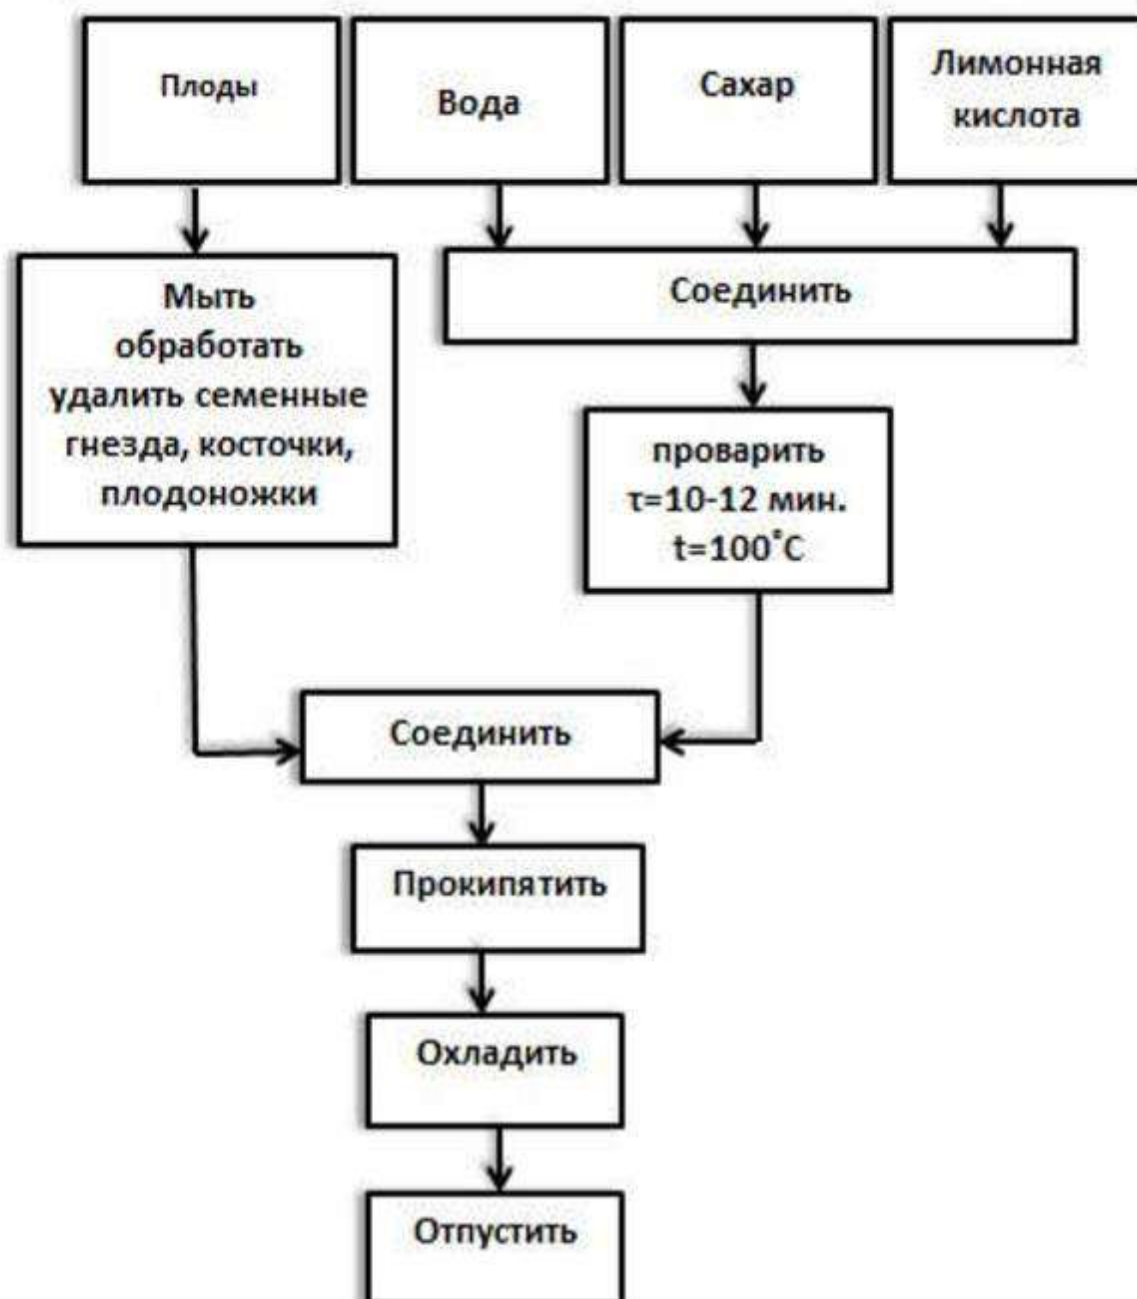 Плоды
Вода
Сахар
Лимонная
кислота
Мыть
обработать
удалить семенные
гнезда, косточки,
плодоножки
Соединить
проварить
τ=10-12 мин.
t=100˚C
Соединить
Прокипятить
Охладить
Отпустить